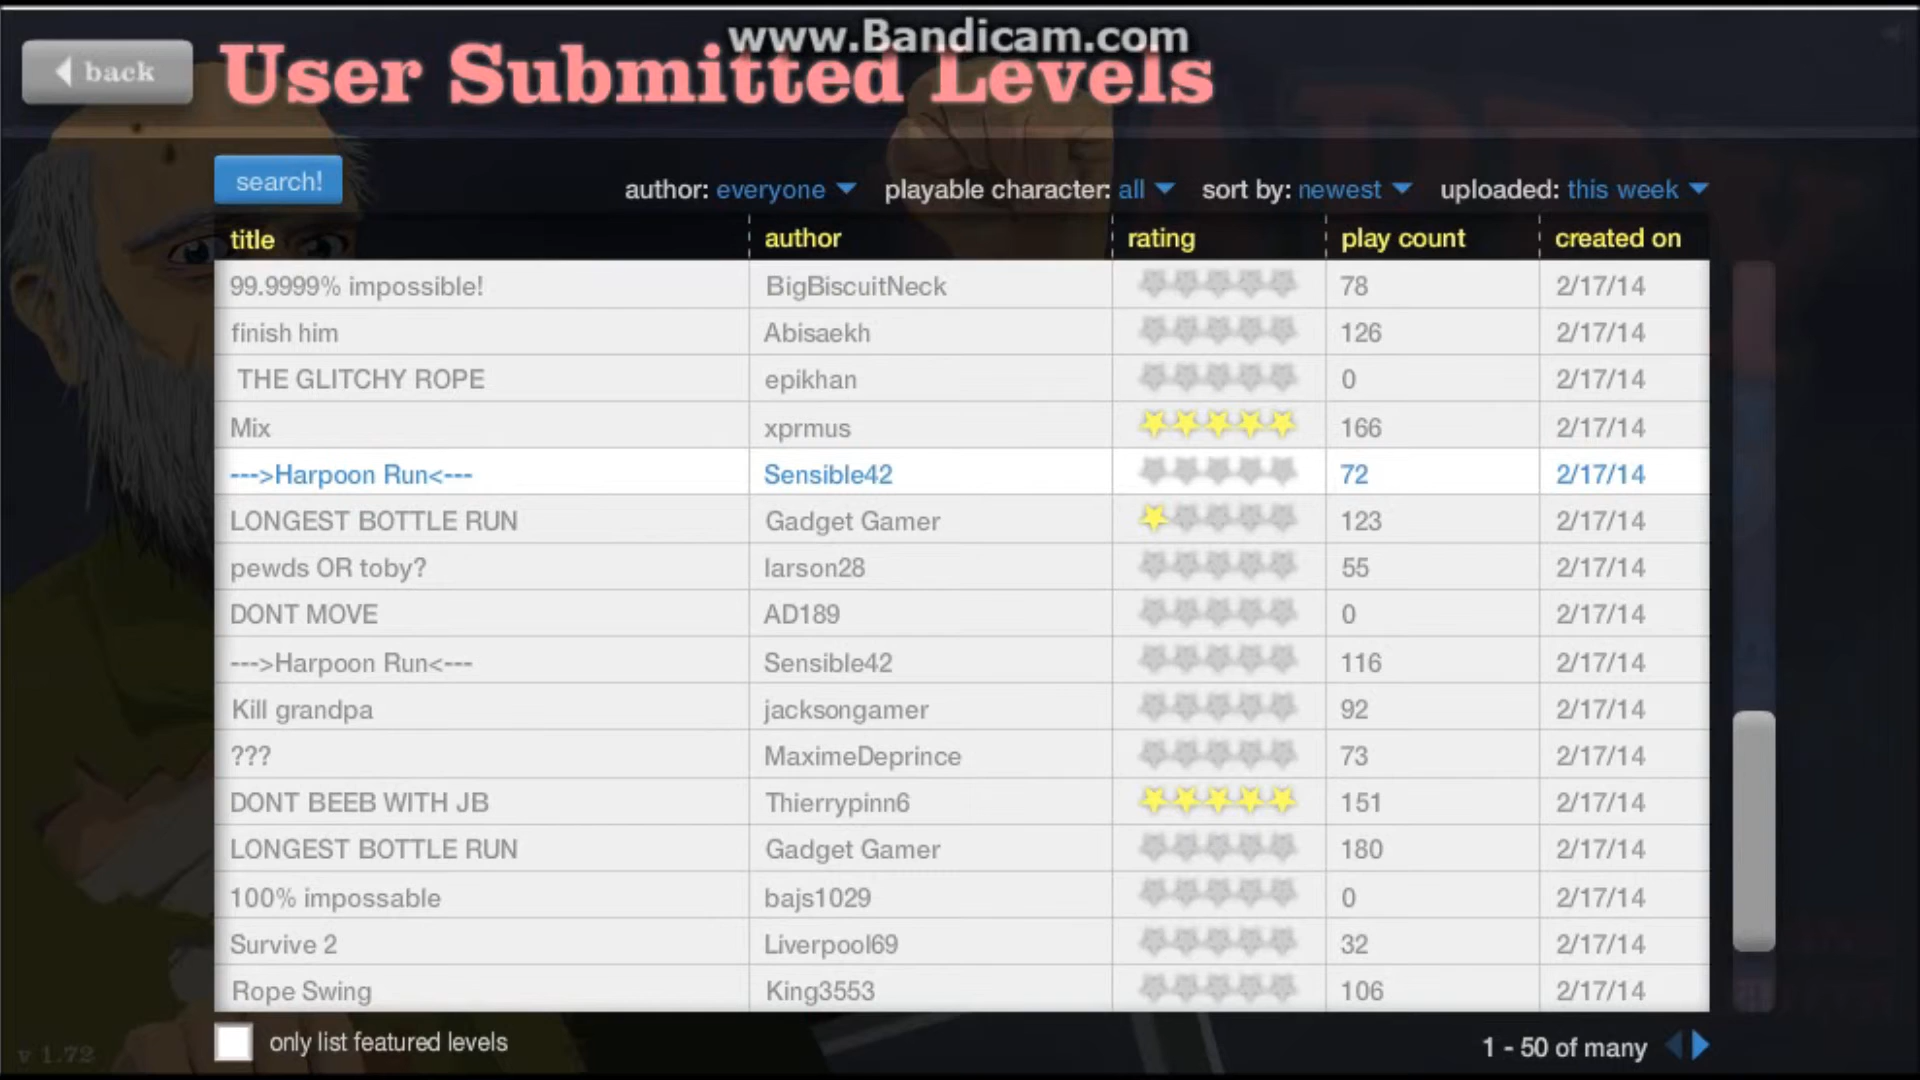 www.Bandicam.com
back
User Submitted Levels
search!
author: everyone playable character: all sort by: newest uploaded: this week
title author rating play count created on
99.9999% impossible! BigBiscuitNeck 78 2/17/14
finish him Abisaekh 126 2/17/14
THE GLITCHY ROPE epikhan 0 2/17/14
Mix xprmus 166 2/17/14
--->Harpoon Run<--- Sensible42 72 2/17/14
LONGEST BOTTLE RUN Gadget Gamer 123 2/17/14
pewds OR toby? larson28 55 2/17/14
DONT MOVE AD189 0 2/17/14
--->Harpoon Run<--- Sensible42 116 2/17/14
Kill grandpa jacksongamer 92 2/17/14
??? MaximeDeprince 73 2/17/14
DONT BEEB WITH JB Thierrypinn6 151 2/17/14
LONGEST BOTTLE RUN Gadget Gamer 180 2/17/14
100% impossable bajs1029 0 2/17/14
Survive 2 Liverpool69 32 2/17/14
Rope Swing King3553 106 2/17/14
only list featured levels
1 - 50 of many
v 1.72